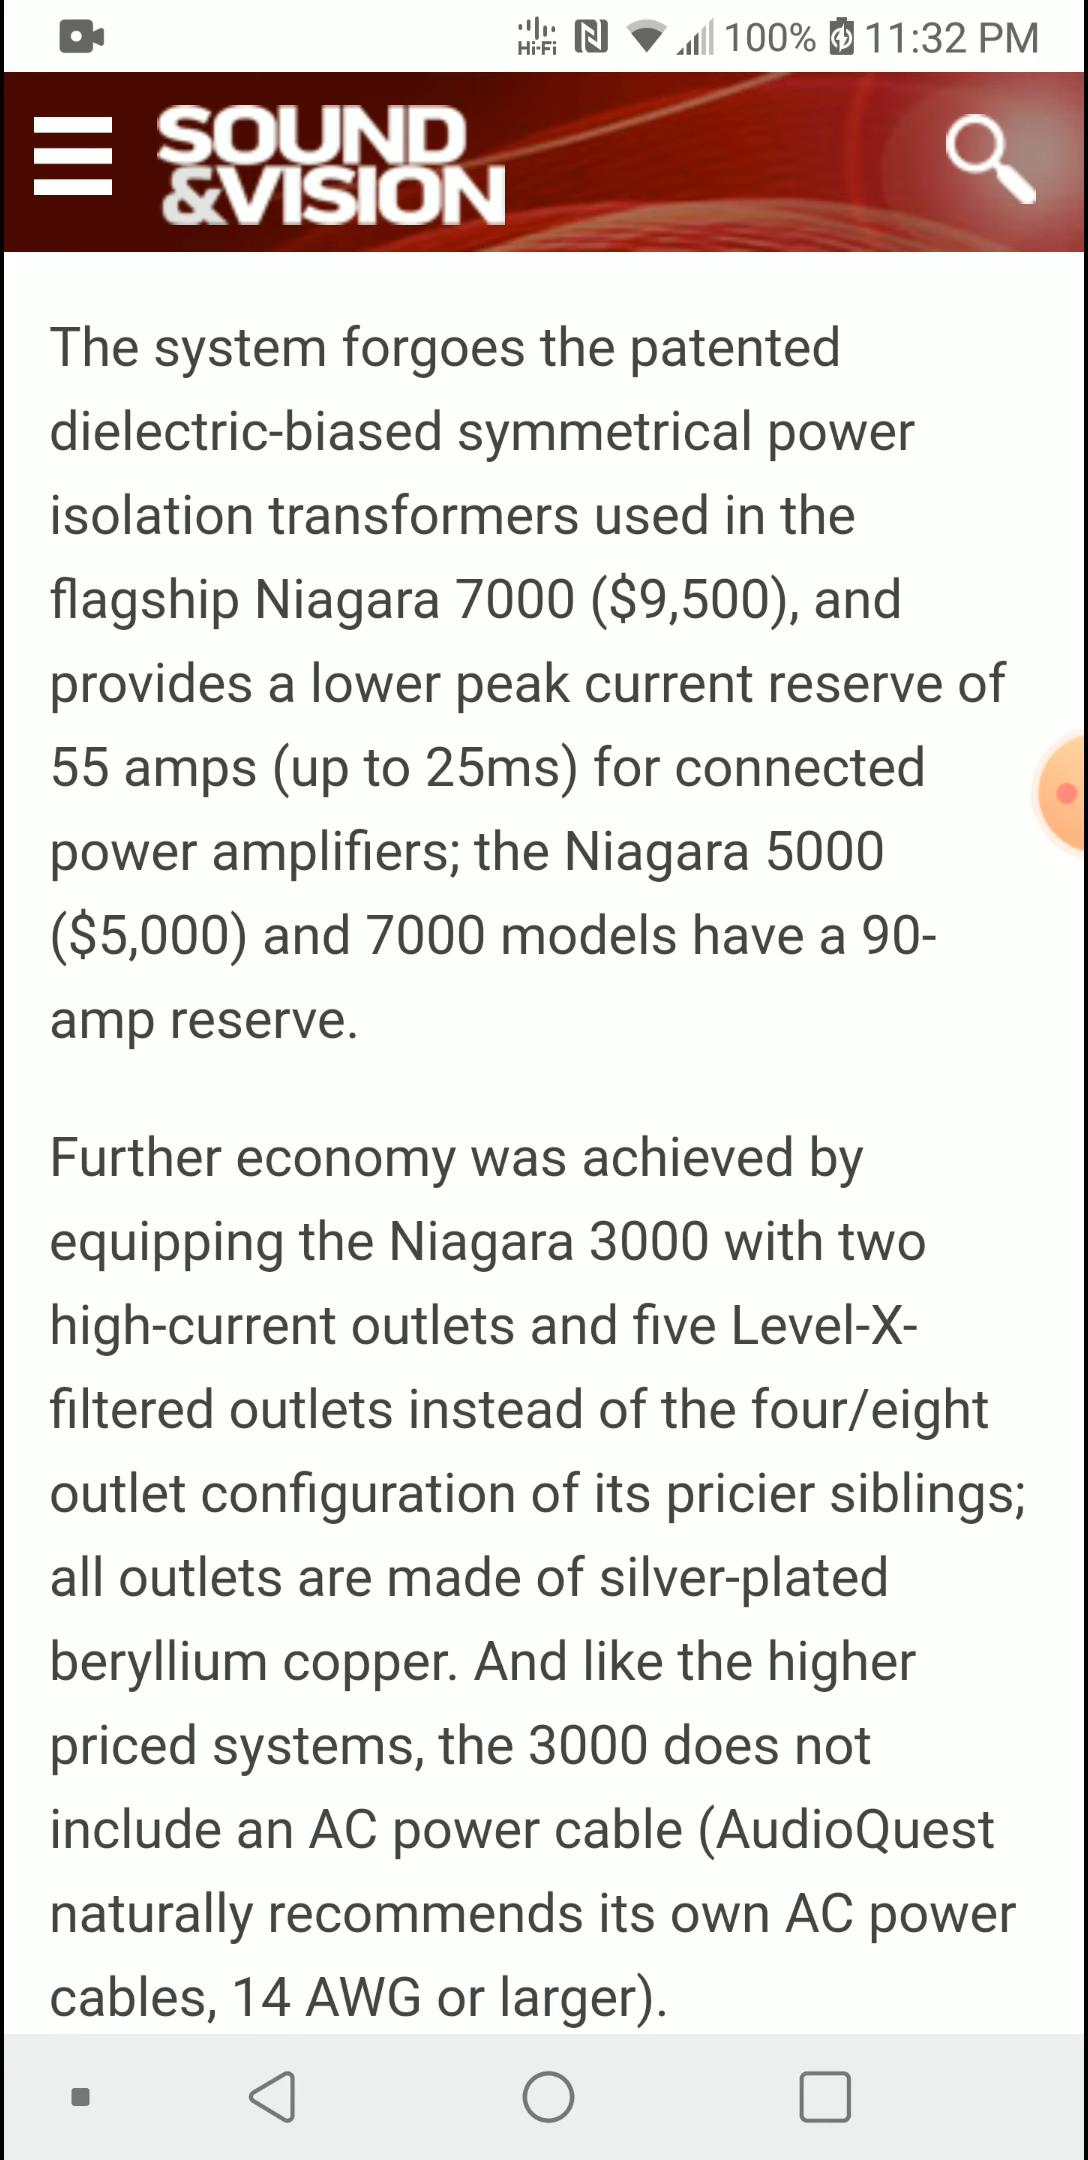 Hi-Fi 100% 11:32 PM
SOUND
&VISION
The system forgoes the patented
dielectric-biased symmetrical power
isolation transformers used in the
flagship Niagara 7000 ($9,500), and
provides a lower peak current reserve of
55 amps (up to 25ms) for connected
power amplifiers; the Niagara 5000
($5,000) and 7000 models have a 90-
amp reserve.
Further economy was achieved by
equipping the Niagara 3000 with two
high-current outlets and five Level-X-
filtered outlets instead of the four/eight
outlet configuration of its pricier siblings;
all outlets are made of silver-plated
beryllium copper. And like the higher
priced systems, the 3000 does not
include an AC power cable (AudioQuest
naturally recommends its own AC power
cables, 14 AWG or larger).